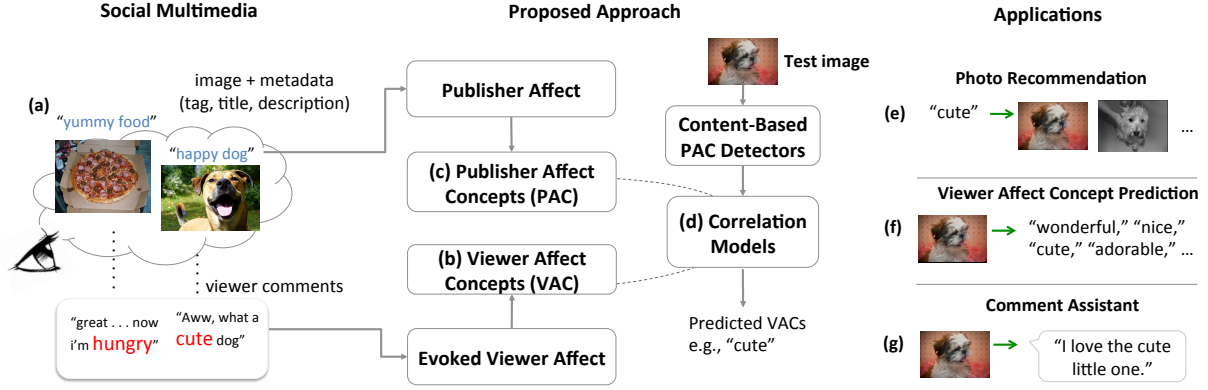 Social Multimedia
Proposed Approach
Applications
(a)
image + metadata
(tag, title, description)
“yummy food”
“happy dog”
viewer comments
“great . . . now
i’m hungry”
“Aww, what a
cute dog”
Publisher Affect
(c) Publisher Affect
Concepts (PAC)
(b) Viewer Affect
Concepts (VAC)
Evoked Viewer Affect
Test image
Content-Based
PAC Detectors
(d) Correlation
Models
Predicted VACs
e.g., “cute”
Photo Recommendation
(e)
“cute”
...
Viewer Affect Concept Prediction
(f)
“wonderful,” “nice,”
“cute,” “adorable,” ...
Comment Assistant
(g)
“I love the cute
little one.”